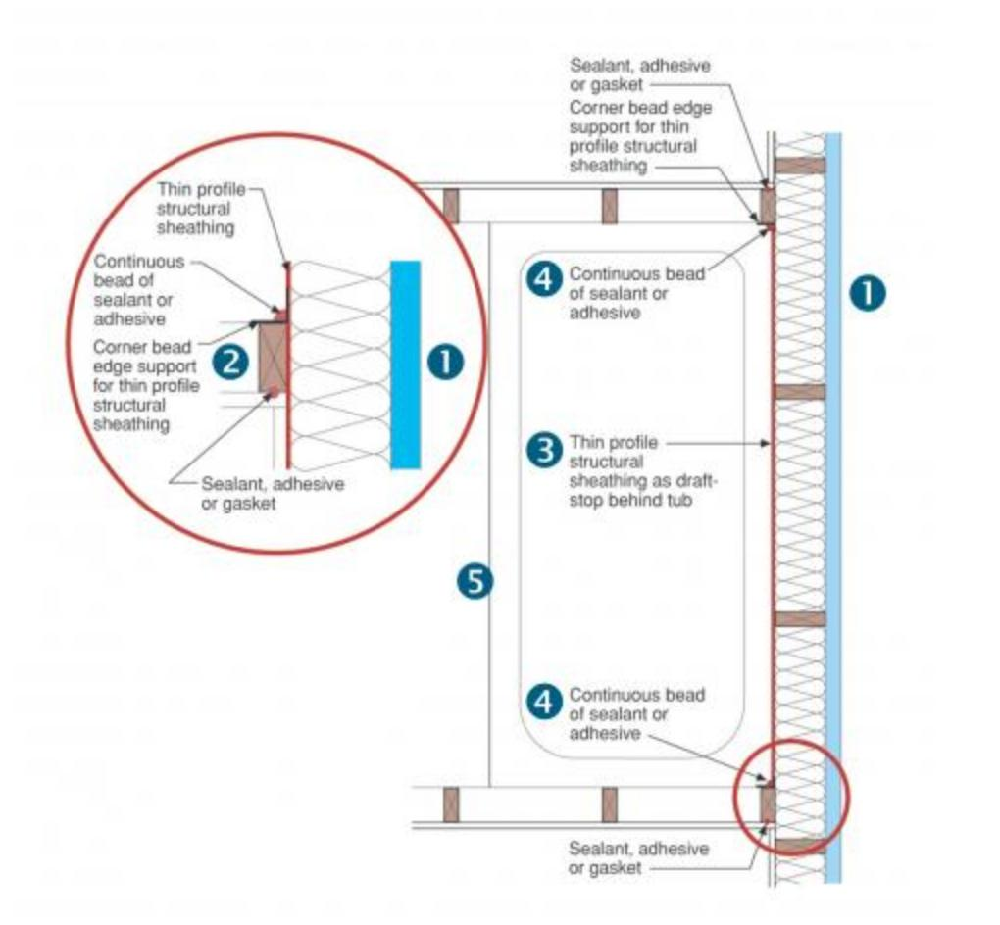 Sealant, adhesive
or gasket
Corner bead edge
support for thin
profile structural
sheathing
Thin profile
structural
sheathing
Continuous
bead of
sealant or
adhesive
Corner bead
edge support
for thin profile
structural
sheathing
2
1
Sealant, adhesive
or gasket
4
Continuous bead
of sealant or
adhesive
1
3
Thin profile
structural
sheathing as draft-
stop behind tub
5
4
Continuous bead
of sealant or
adhesive
Sealant, adhesive
or gasket